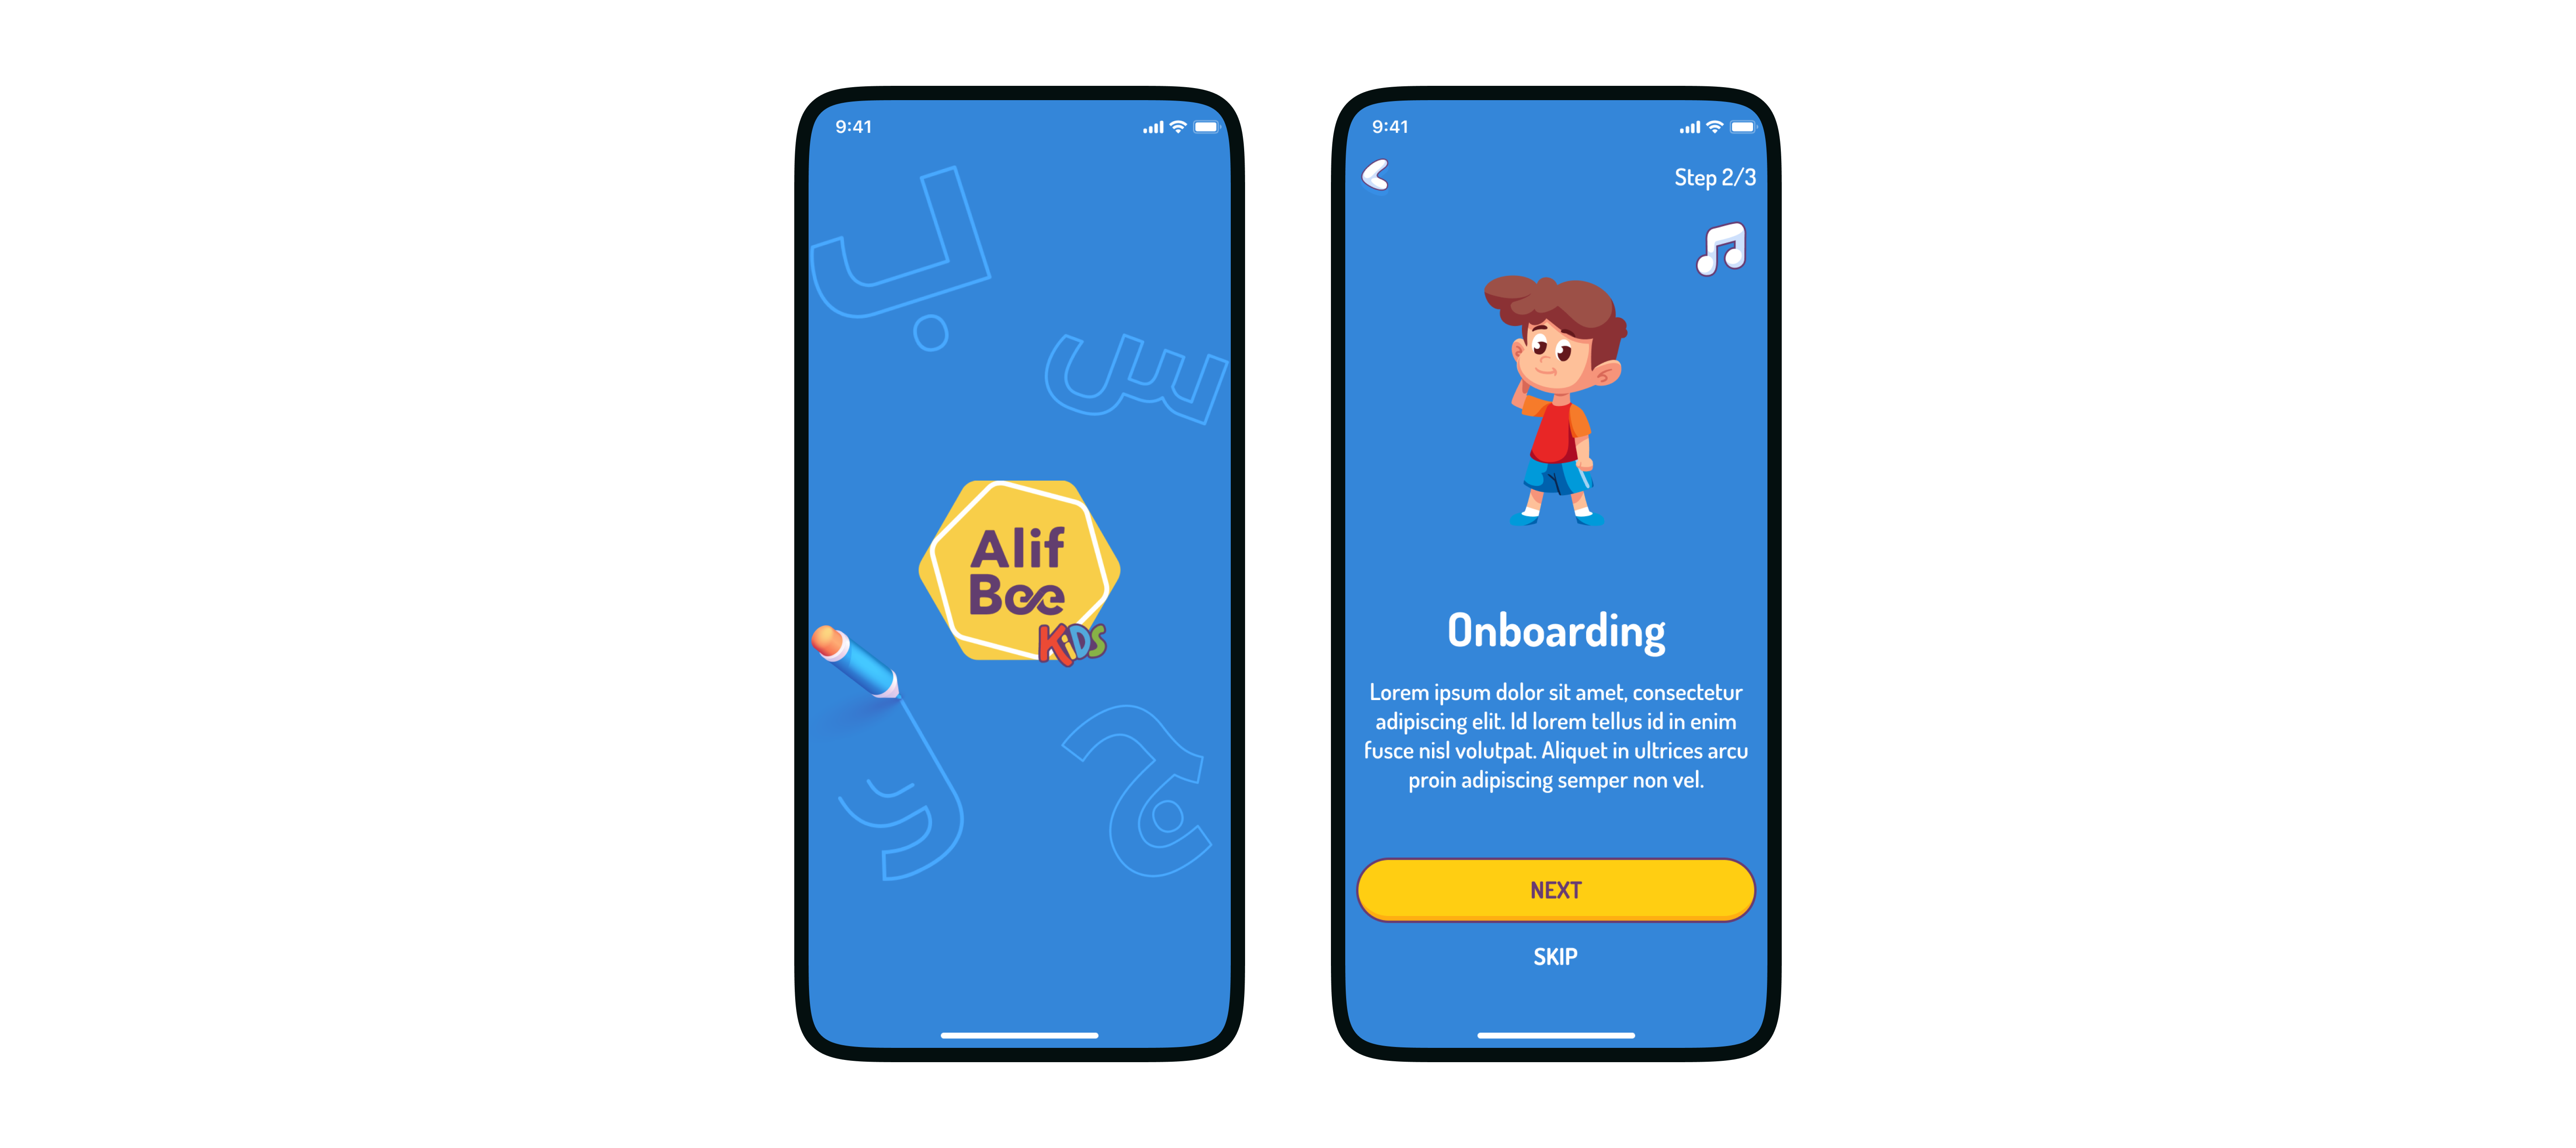 9:41
ب
س
Alif
Bee
KiDS
ج
9:41
Step 2/3
Onboarding
Lorem ipsum dolor sit amet, consectetur
adipiscing elit. Id lorem tellus id in enim
fusce nisl volutpat. Aliquet in ultrices arcu
proin adipiscing semper non vel.
NEXT
SKIP